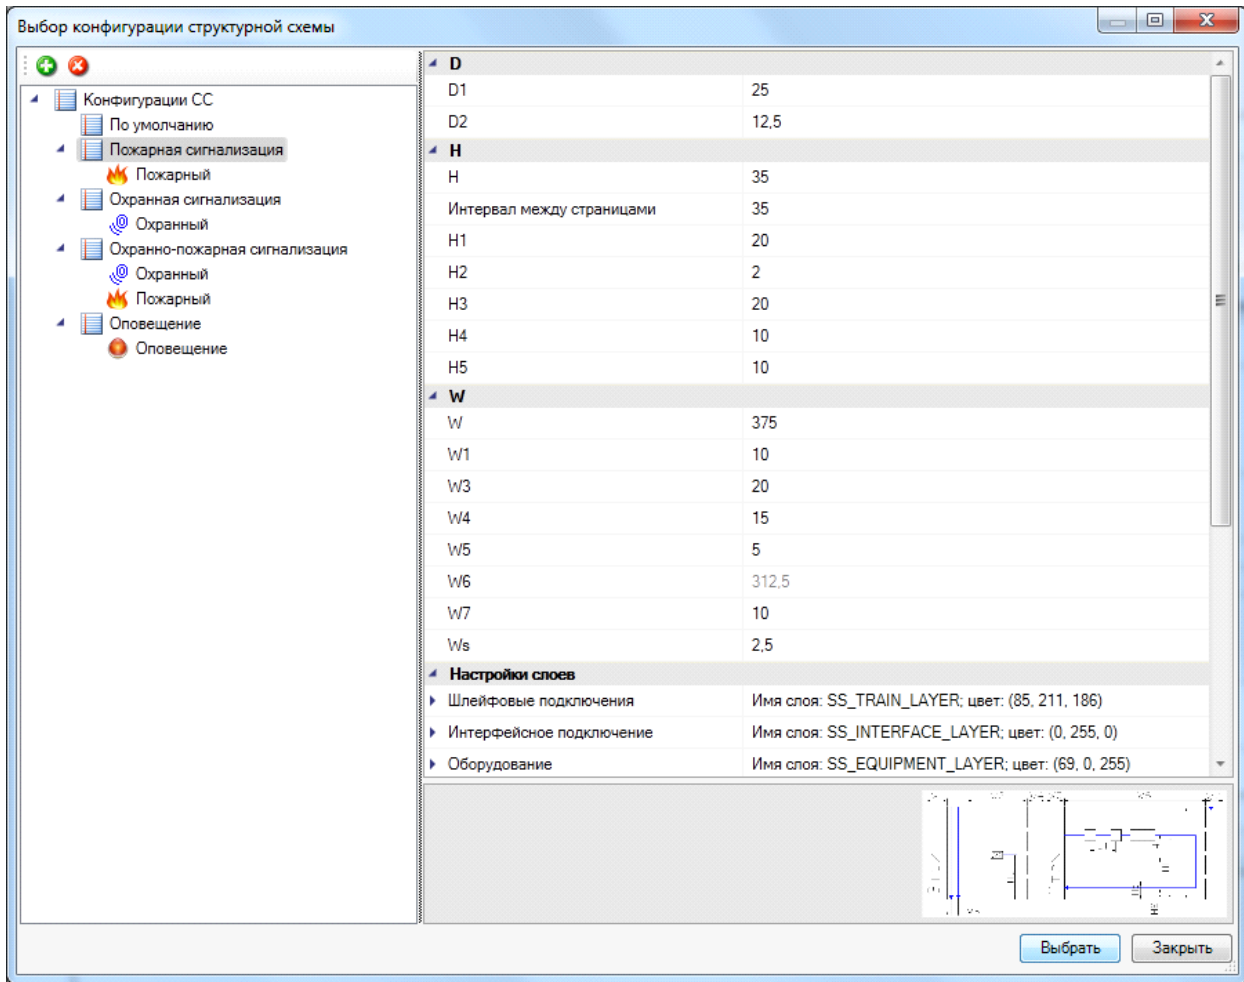 Выбор конфигурации структурной схемы
Конфигурации СС
По умолчанию
Пожарная сигнализация
Пожарный
Охранная сигнализация
Охранный
Охранно-пожарная сигнализация
Охранный
Пожарный
Оповещение
Оповещение
D
D1 25
D2 12,5
H
H 35
Интервал между страницами 35
H1 20
H2 2
H3 20
H4 10
H5 10
W
W 375
W1 10
W3 20
W4 15
W5 5
W6 312,5
W7 10
Ws 2,5
Настройки слоев
Шлейфовые подключения Имя слоя: SS_TRAIN_LAYER; цвет: (85, 211, 186)
Интерфейсное подключение Имя слоя: SS_INTERFACE_LAYER; цвет: (0, 255, 0)
Оборудование Имя слоя: SS_EQUIPMENT_LAYER; цвет: (69, 0, 255)
Выбрать Закрыть